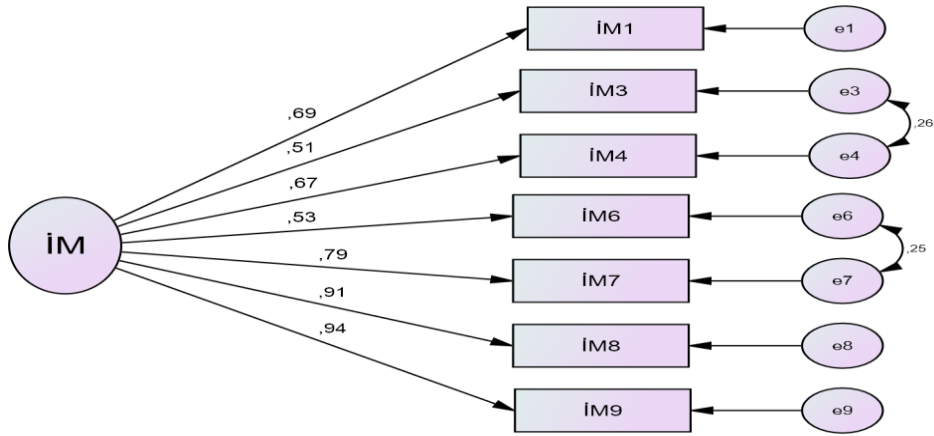 İM1
e1
İM3
e3
,69
,26
,51
İM4
e4
,67
İM6
e6
,53
İM
,25
,79
İM7
e7
,91
İM8
e8
,94
İM9
e9